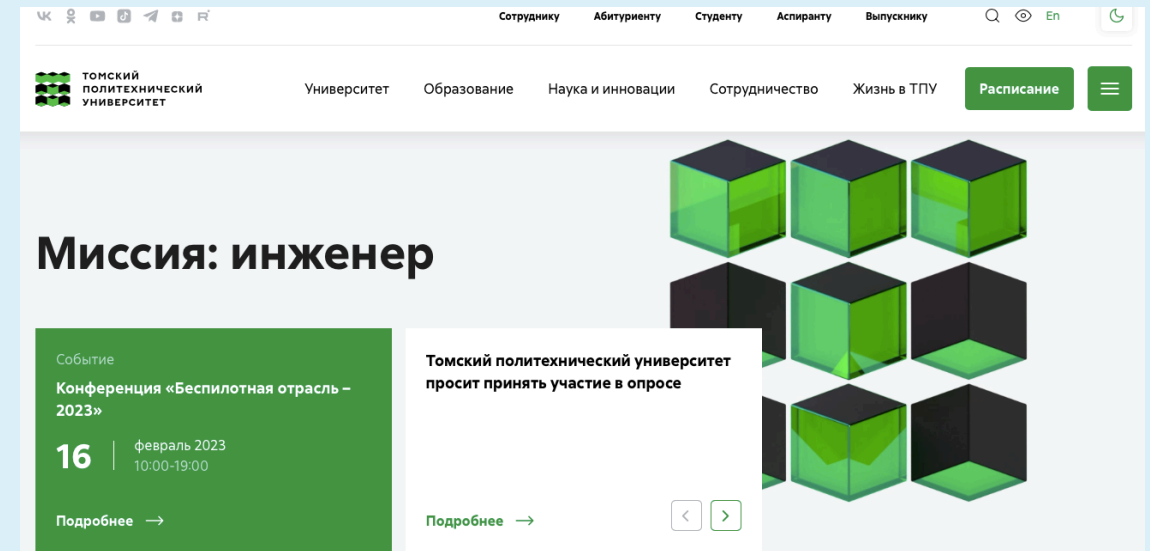 Сотруднику Абитуриенту Студенту Аспиранту Выпускнику En
ТОМСКИЙ
ПОЛИТЕХНИЧЕСКИЙ
УНИВЕРСИТЕТ
Университет Образование Наука и инновации Сотрудничество Жизнь в ТПУ Расписание
Миссия: инженер
Событие
Конференция «Беспилотная отрасль –
2023»
16
февраль 2023
10:00-19:00
Подробнее
Томский политехнический университет
просит принять участие в опросе
Подробнее